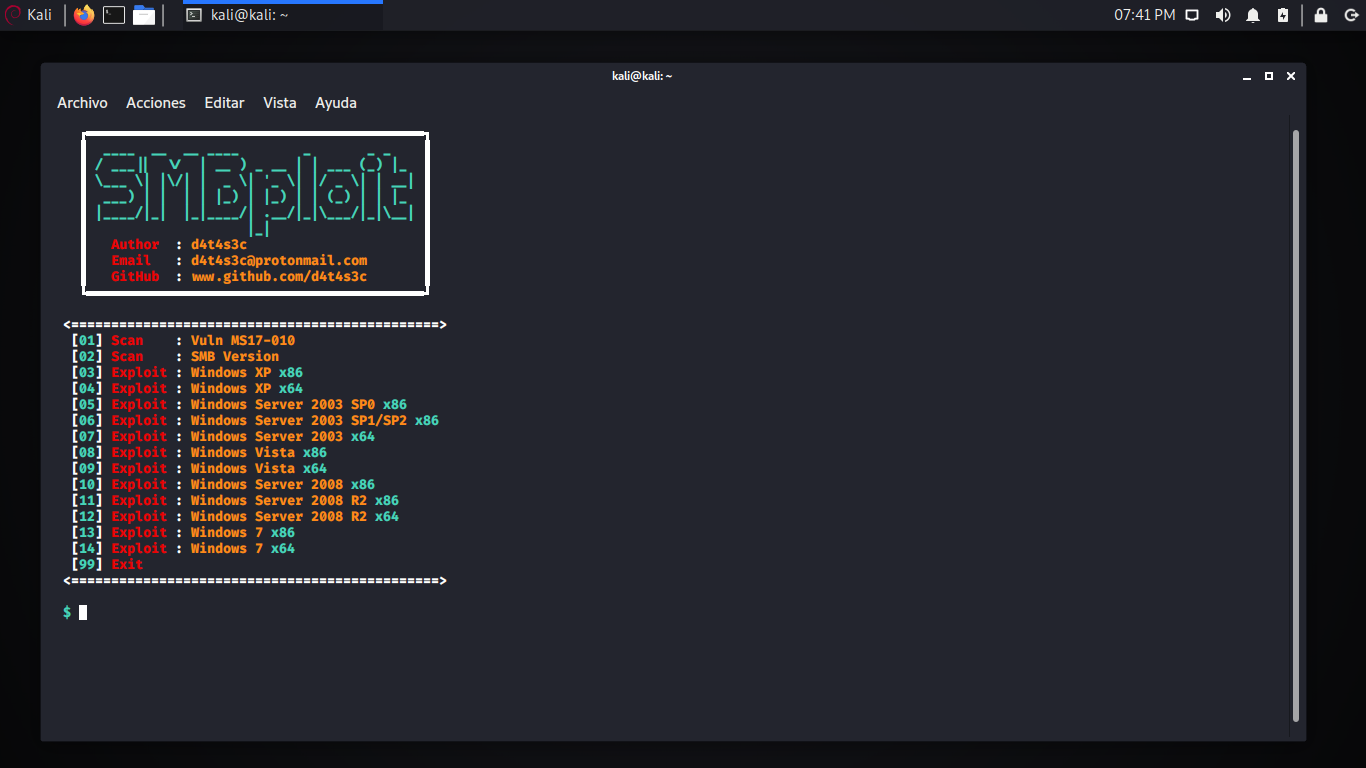 Kali
kali@kali: ~
07:41 PM
kali@kali: ~
Archivo Acciones Editar Vista Ayuda
SMBploit
Author : d4t4s3c
Email : d4t4s3c@protonmail.com
GitHub : www.github.com/d4t4s3c
<==============================================>
[01] Scan : Vuln MS17-010
[02] Scan : SMB Version
[03] Exploit : Windows XP x86
[04] Exploit : Windows XP x64
[05] Exploit : Windows Server 2003 SP0 x86
[06] Exploit : Windows Server 2003 SP1/SP2 x86
[07] Exploit : Windows Server 2003 x64
[08] Exploit : Windows Vista x86
[09] Exploit : Windows Vista x64
[10] Exploit : Windows Server 2008 x86
[11] Exploit : Windows Server 2008 R2 x86
[12] Exploit : Windows Server 2008 R2 x64
[13] Exploit : Windows 7 x86
[14] Exploit : Windows 7 x64
[99] Exit
<==============================================>
$